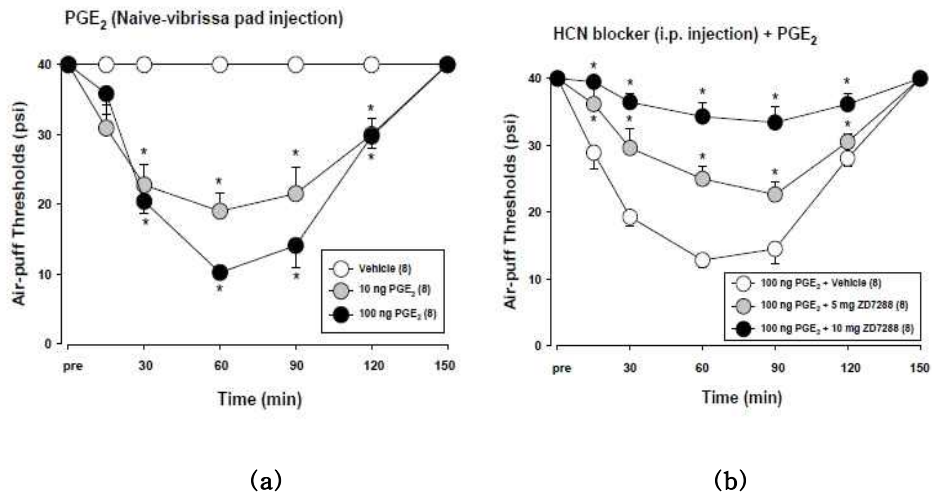 PGE₂ (Naive-vibrissa pad injection)
Air-puff Thresholds (psi)
40
30
20
10
0
* * * *
* * * *
Vehicle (8)
10 ng PGE₂ (8)
100 ng PGE₂ (8)
pre 30 60 90 120 150
Time (min)
(a)
HCN blocker (i.p. injection) + PGE₂
Air-puff Thresholds (psi)
40
30
20
10
0
* * * * *
* * * * *
100 ng PGE₂ + Vehicle (8)
100 ng PGE₂ + 5 mg ZD7288 (8)
100 ng PGE₂ + 10 mg ZD7288 (8)
pre 30 60 90 120 150
Time (min)
(b)